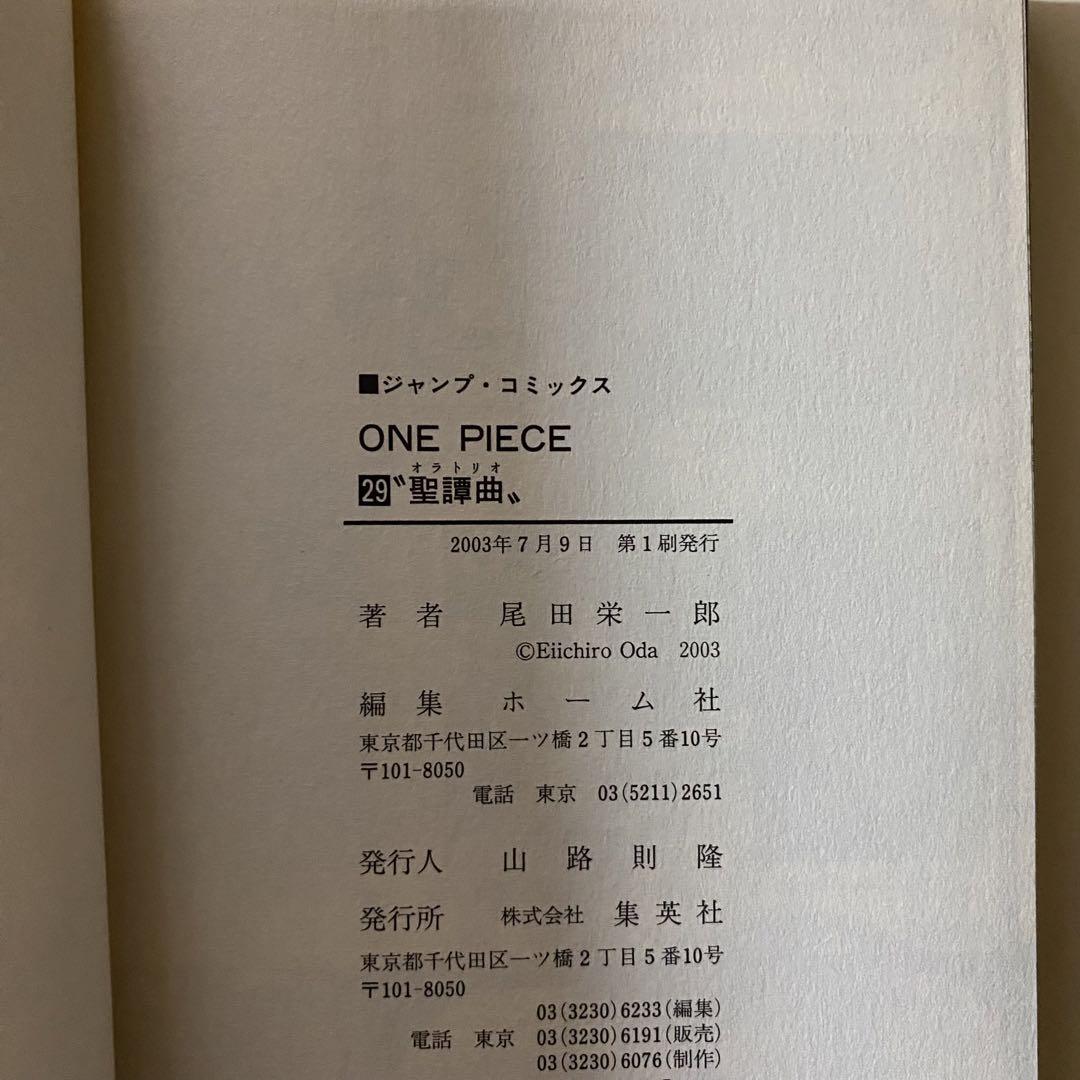 ■ジャンプ・コミックス
ONE PIECE
オラトリオ
29〝聖譚曲〟
2003年7月9日 第1刷発行
著者 尾田栄一郎
©Eiichiro Oda 2003
編集 ホーム社
東京都千代田区一ツ橋2丁目5番10号
〒101-8050
電話 東京 03(5211)2651
発行人 山路則隆
発行所 株式会社 集英社
東京都千代田区一ツ橋2丁目5番10号
〒101-8050
03(3230)6233(編集)
電話 東京 03(3230)6191(販売)
03(3230)6076(制作)